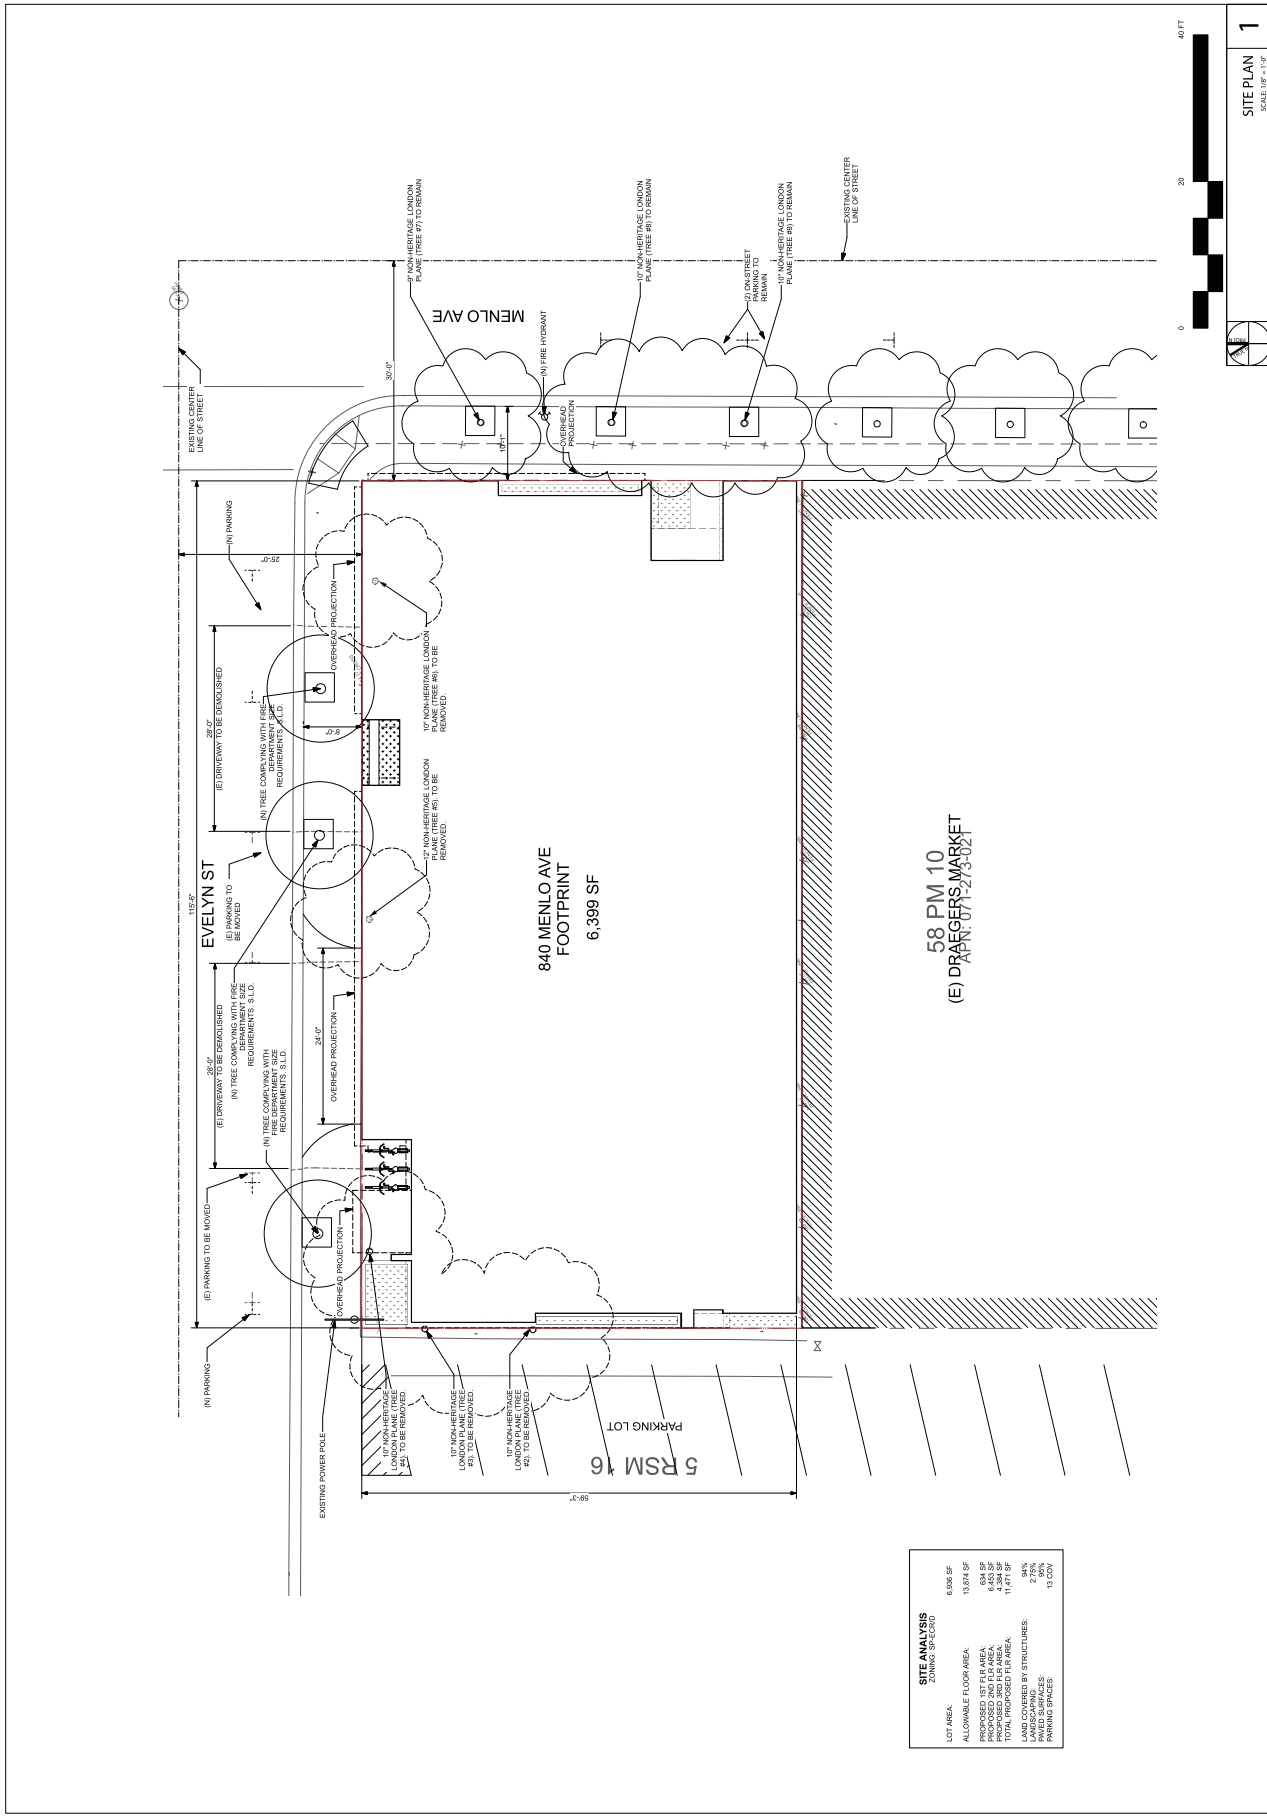 EXISTING CENTER
LINE OF STREET
EVELYN ST
115'-6"
25'-0"
(N) PARKING
28'-0"
(E) DRIVEWAY TO BE DEMOLISHED
(N) TREE COMPLYING WITH FIRE
DEPARTMENT SIZE
REQUIREMENTS. S.L.D.
8'-0"
OVERHEAD PROJECTION
(E) PARKING TO
BE MOVED
28'-0"
(E) DRIVEWAY TO BE DEMOLISHED
(N) TREE COMPLYING WITH FIRE
DEPARTMENT SIZE
REQUIREMENTS. S.L.D.
24'-0"
OVERHEAD PROJECTION
(N) TREE COMPLYING WITH
FIRE DEPARTMENT SIZE
REQUIREMENTS. S.L.D.
(E) PARKING TO BE MOVED
(N) PARKING
OVERHEAD PROJECTION
EXISTING POWER POLE
30'-0"
MENLO AVE
9" NON-HERITAGE LONDON
PLANE (TREE #7) TO REMAIN
(N) FIRE HYDRANT
10'-1"
OVERHEAD
PROJECTION
10" NON-HERITAGE LONDON
PLANE (TREE #8) TO REMAIN
(2) ON-STREET
PARKING TO
REMAIN
10" NON-HERITAGE LONDON
PLANE (TREE #9) TO REMAIN
EXISTING CENTER
LINE OF STREET
10" NON-HERITAGE LONDON
PLANE (TREE #6). TO BE
REMOVED.
12" NON-HERITAGE LONDON
PLANE (TREE #5). TO BE
REMOVED.
840 MENLO AVE
FOOTPRINT
6,399 SF
58 PM 10
(E) DRAEGERS MARKET
APN: 071-273-021
10" NON-HERITAGE
LONDON PLANE (TREE
#4). TO BE REMOVED.
10" NON-HERITAGE
LONDON PLANE (TREE
#3). TO BE REMOVED.
10" NON-HERITAGE
LONDON PLANE (TREE
#2). TO BE REMOVED.
PARKING LOT
5 RSM 16
59'-3"
SITE ANALYSIS
ZONING: SP-ECR/D
LOT AREA: 6,936 SF
ALLOWABLE FLOOR AREA: 13,874 SF
PROPOSED 1ST FLR AREA: 634 SF
PROPOSED 2ND FLR AREA: 6,453 SF
PROPOSED 3RD FLR AREA: 4,384 SF
TOTAL PROPOSED FLR AREA: 11,471 SF
LAND COVERED BY STRUCTURES: 94%
LANDSCAPING: 2.75%
PAVED SURFACES: 95%
PARKING SPACES: 13 COV
0 20 40 FT
SITE PLAN
SCALE: 1/8" = 1'-0"
1